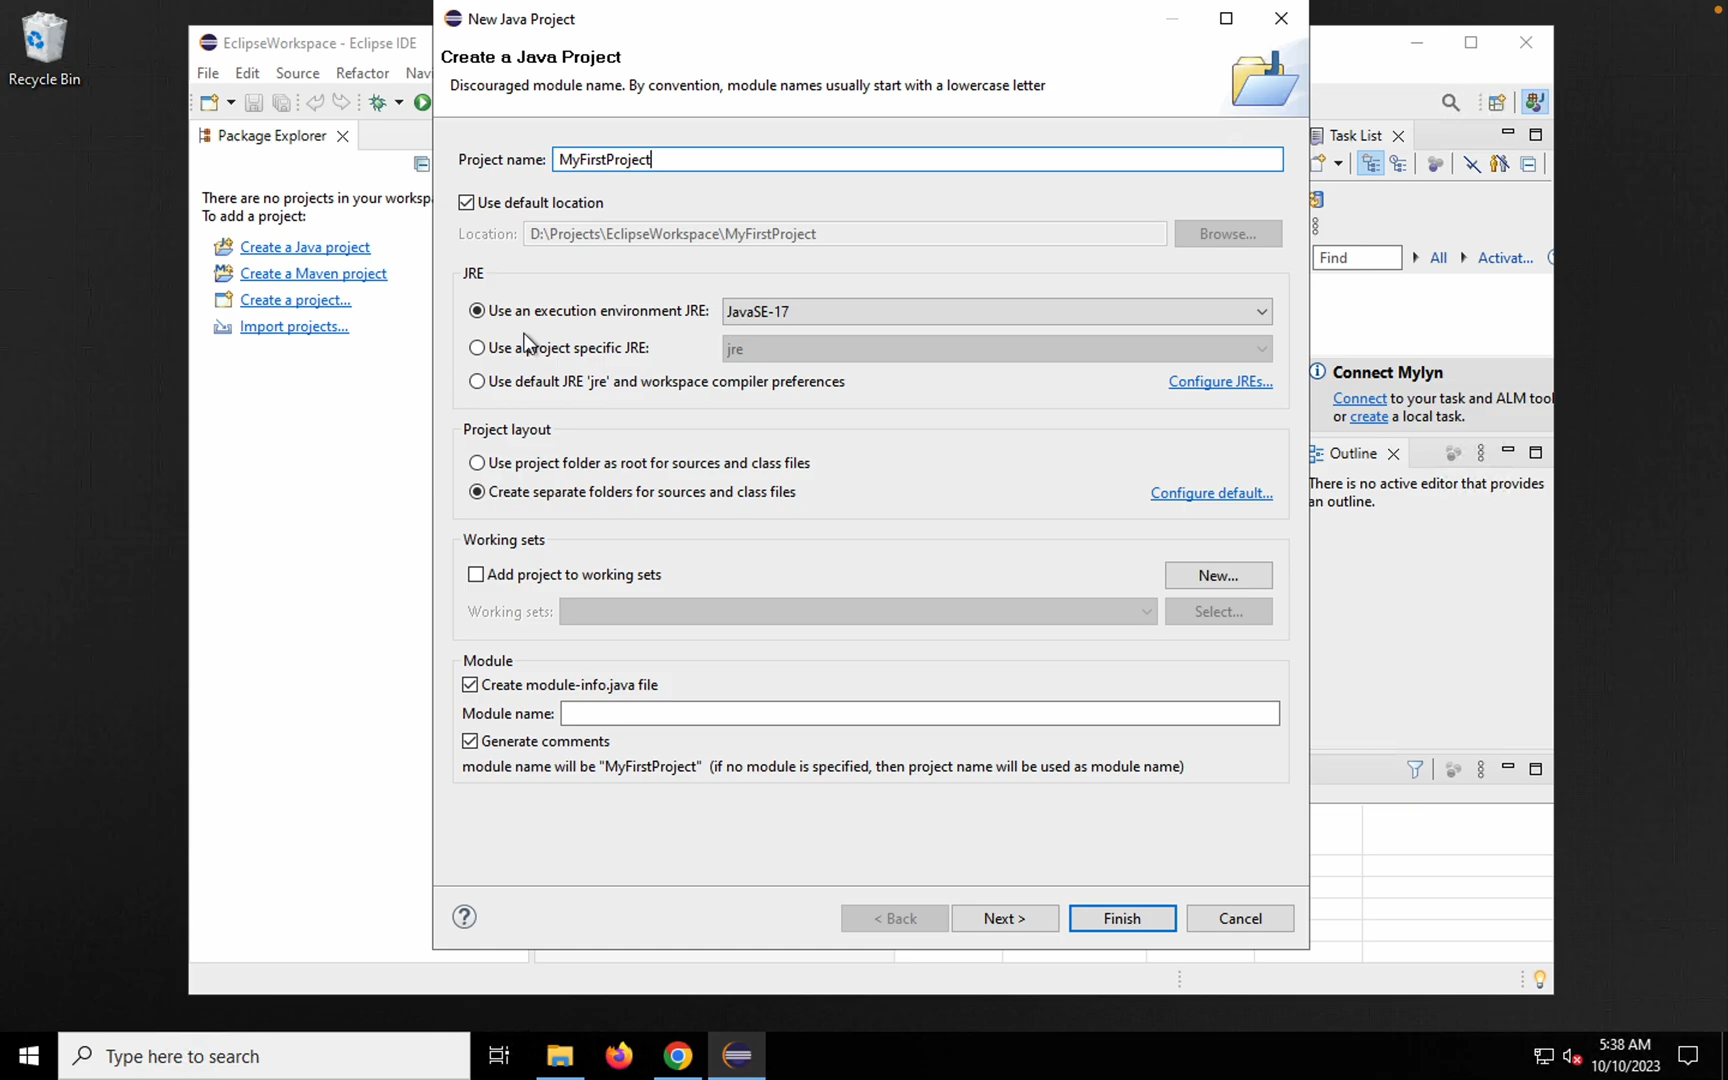 Recycle Bin
EclipseWorkspace - Eclipse IDE
File Edit Source Refactor Navi
Package Explorer
There are no projects in your worksp
To add a project:
Create a Java project
Create a Maven project
Create a project...
Import projects...
New Java Project
Create a Java Project
Discouraged module name. By convention, module names usually start with a lowercase letter
Project name: MyFirstProject
Use default location
Location: D:\Projects\EclipseWorkspace\MyFirstProject Browse...
JRE
Use an execution environment JRE: JavaSE-17
Use a project specific JRE: jre
Use default JRE 'jre' and workspace compiler preferences Configure JREs...
Project layout
Use project folder as root for sources and class files
Create separate folders for sources and class files Configure default...
Working sets
Add project to working sets New...
Working sets: Select...
Module
Create module-info.java file
Module name:
Generate comments
module name will be "MyFirstProject" (if no module is specified, then project name will be used as module name)
< Back Next > Finish Cancel
Task List
Find All Activat...
Connect Mylyn
Connect to your task and ALM tool
or create a local task.
Outline
There is no active editor that provides
an outline.
Type here to search
5:38 AM
10/10/2023